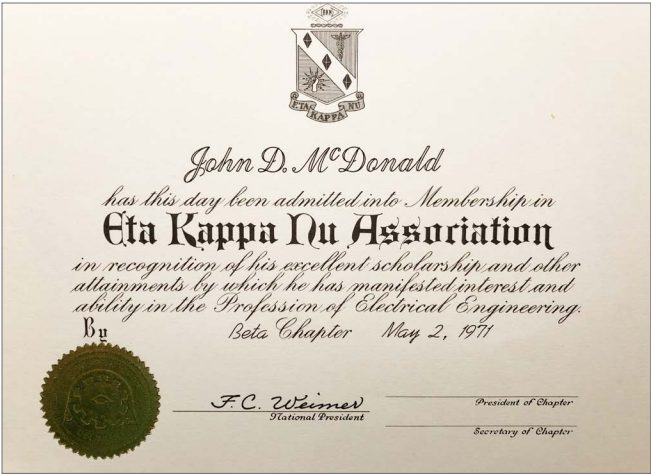 ETA KAPPA NU
John D. McDonald
has this day been admitted into Membership in
Eta Kappa Nu Association
in recognition of his excellent scholarship and other
attainments by which he has manifested interest and
ability in the Profession of Electrical Engineering.
By Beta Chapter May 2, 1971
F. C. Weimer
National President
President of Chapter
Secretary of Chapter